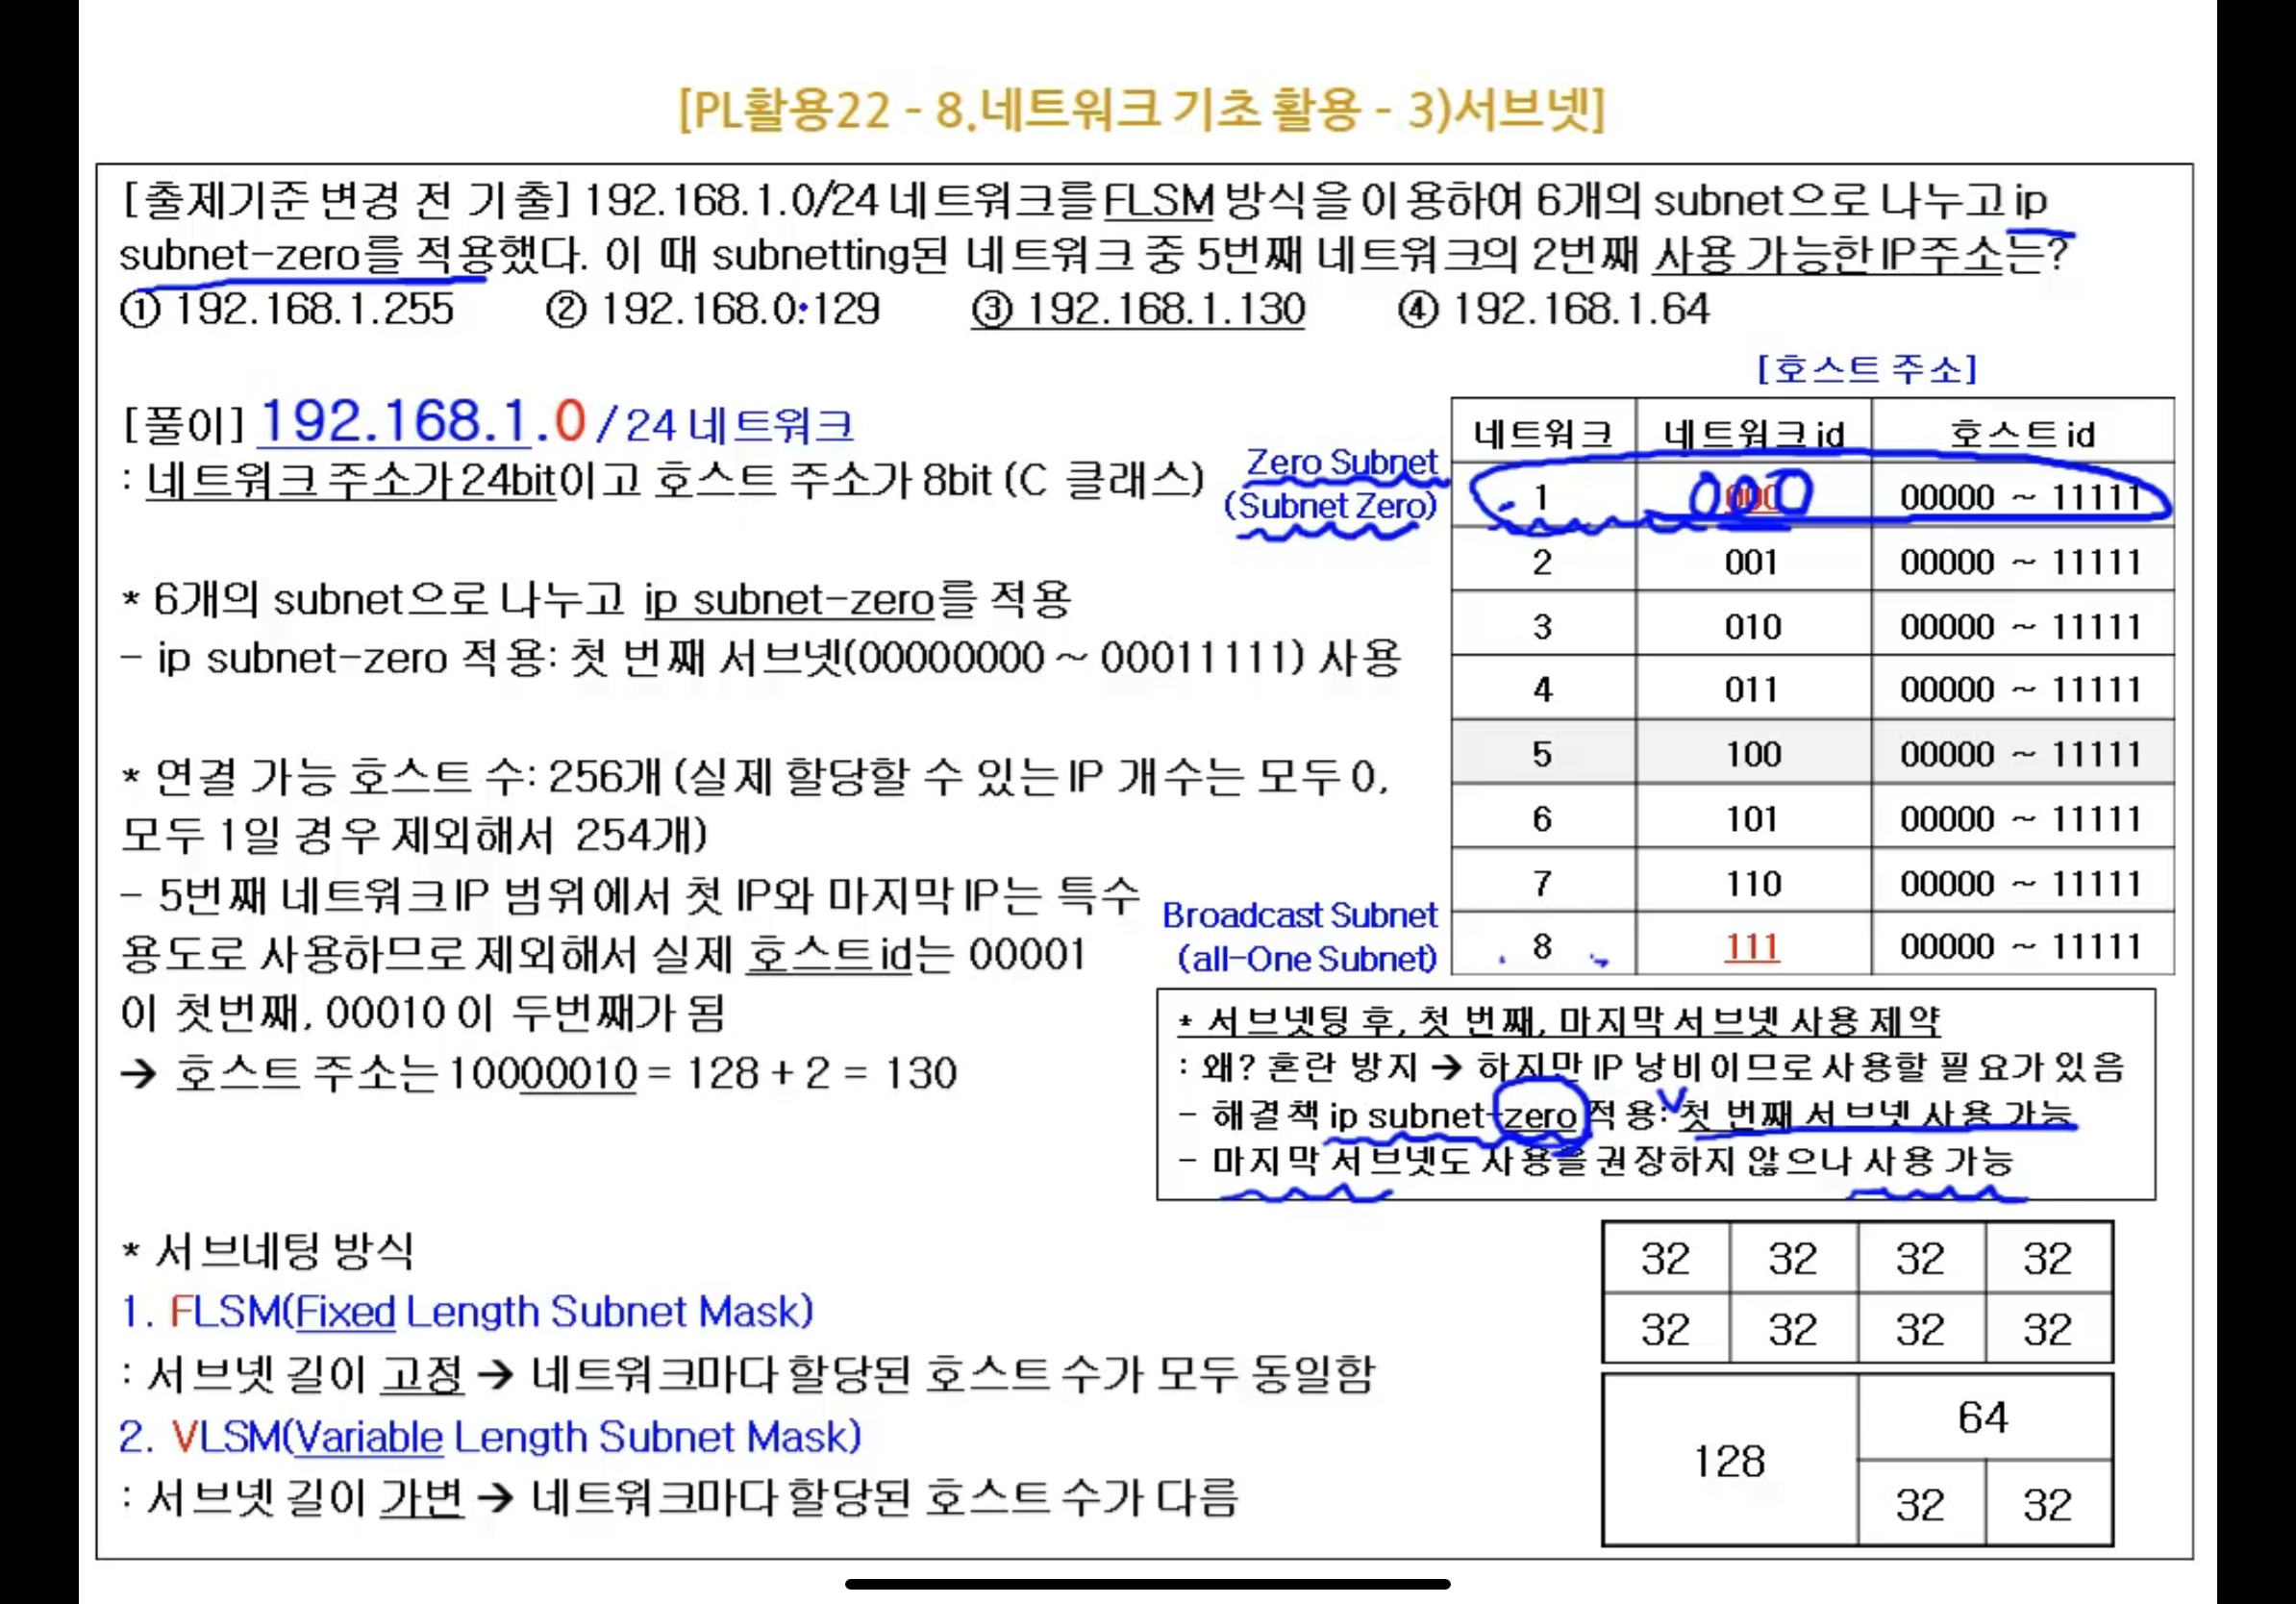 [PL활용22 - 8.네트워크 기초 활용 - 3)서브넷]
[출제기준 변경 전 기출] 192.168.1.0/24 네트워크를 FLSM 방식을 이용하여 6개의 subnet으로 나누고 ip
subnet-zero를 적용했다. 이 때 subnetting된 네트워크 중 5번째 네트워크의 2번째 사용 가능한 IP주소는?
① 192.168.1.255 ② 192.168.0.129 ③ 192.168.1.130 ④ 192.168.1.64
[풀이] 192.168.1.0 / 24 네트워크
: 네트워크 주소가 24bit이고 호스트 주소가 8bit (C 클래스)
* 6개의 subnet으로 나누고 ip subnet-zero를 적용
- ip subnet-zero 적용: 첫 번째 서브넷(00000000 ~ 00011111) 사용
* 연결 가능 호스트 수: 256개 (실제 할당할 수 있는 IP 개수는 모두 0,
모두 1일 경우 제외해서 254개)
- 5번째 네트워크 IP 범위에서 첫 IP와 마지막 IP는 특수
용도로 사용하므로 제외해서 실제 호스트 id는 00001
이 첫번째, 00010 이 두번째가 됨
→ 호스트 주소는 10000010 = 128 + 2 = 130
[호스트 주소]
네트워크 네트워크 id 호스트 id
Zero Subnet
(Subnet Zero)
1 000 00000 ~ 11111
2 001 00000 ~ 11111
3 010 00000 ~ 11111
4 011 00000 ~ 11111
5 100 00000 ~ 11111
6 101 00000 ~ 11111
7 110 00000 ~ 11111
Broadcast Subnet
(all-One Subnet)
8 111 00000 ~ 11111
* 서브넷팅 후, 첫 번째, 마지막 서브넷 사용 제약
: 왜? 혼란 방지 → 하지만 IP 낭비이므로 사용할 필요가 있음
- 해결책 ip subnet-zero 적용: 첫 번째 서브넷 사용 가능
- 마지막 서브넷도 사용을 권장하지 않으나 사용 가능
* 서브네팅 방식
1. FLSM(Fixed Length Subnet Mask)
: 서브넷 길이 고정 → 네트워크마다 할당된 호스트 수가 모두 동일함
2. VLSM(Variable Length Subnet Mask)
: 서브넷 길이 가변 → 네트워크마다 할당된 호스트 수가 다름
32 32 32 32
32 32 32 32
128 64
32 32